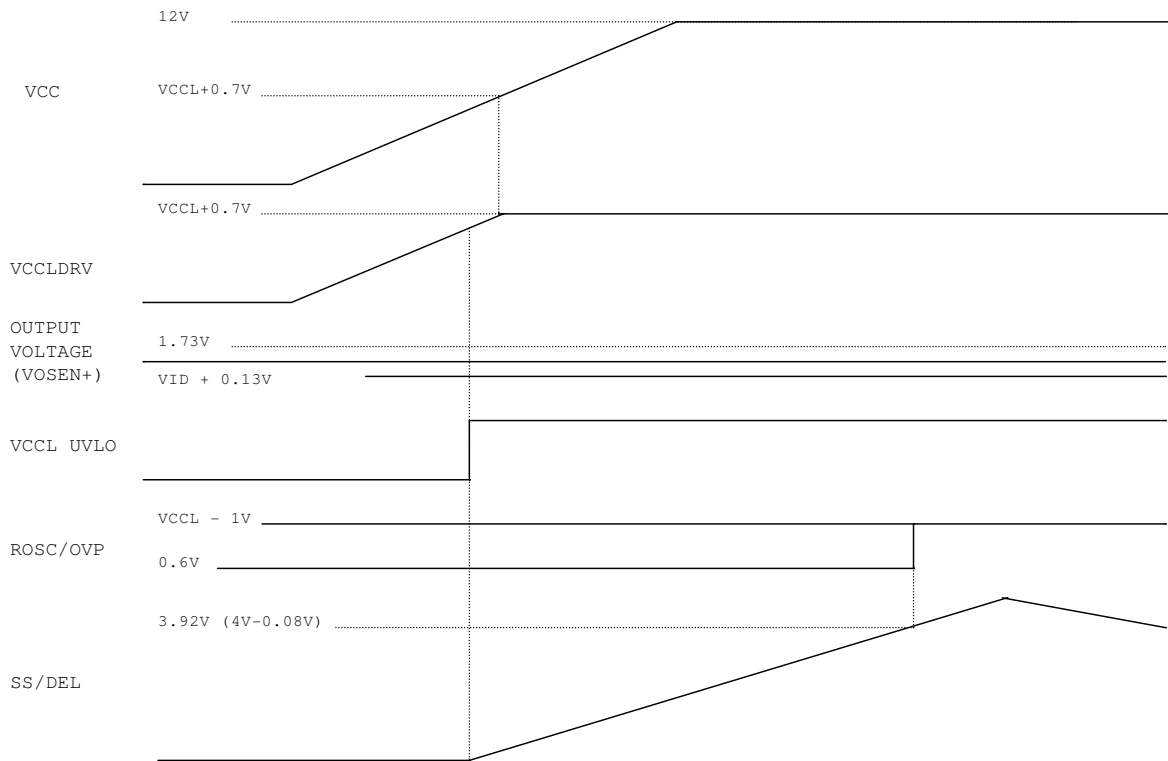 12V
VCC
VCCL+0.7V
VCCL+0.7V
VCCLDRV
OUTPUT
VOLTAGE
(VOSEN+)
1.73V
VID + 0.13V
VCCL UVLO
VCCL - 1V
ROSC/OVP
0.6V
3.92V (4V-0.08V)
SS/DEL